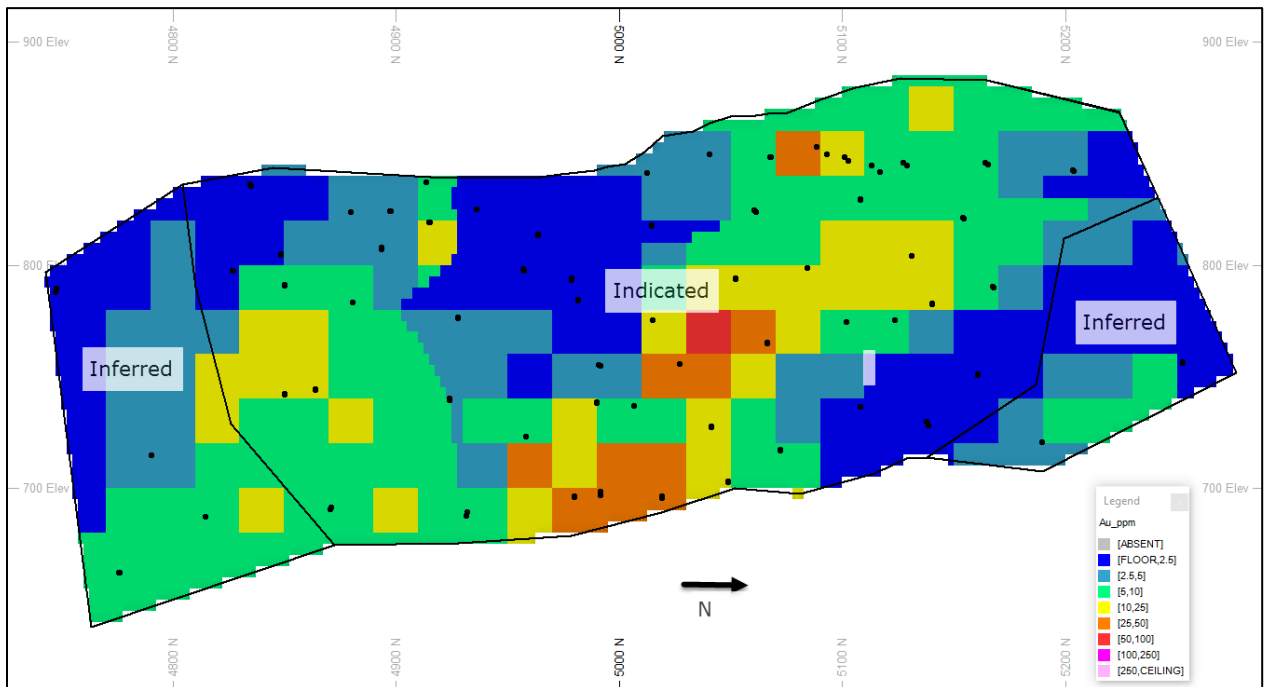 4800 N
4900 N
5000 N
5100 N
5200 N
900 Elev
900 Elev
800 Elev
800 Elev
Indicated
Inferred
Inferred
700 Elev
700 Elev
N
4800 N
4900 N
5000 N
5100 N
5200 N
Legend
Au_ppm
[ABSENT]
[FLOOR,2.5]
[2.5,5]
[5,10]
[10,25]
[25,50]
[50,100]
[100,250]
[250,CEILING]